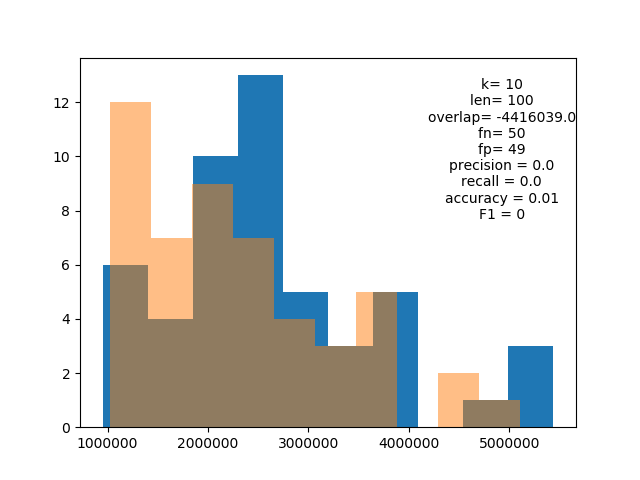 k= 10
len= 100
overlap= -4416039.0
fn= 50
fp= 49
precision = 0.0
recall = 0.0
accuracy = 0.01
F1 = 0
12
10
8
6
4
2
0
1000000 2000000 3000000 4000000 5000000